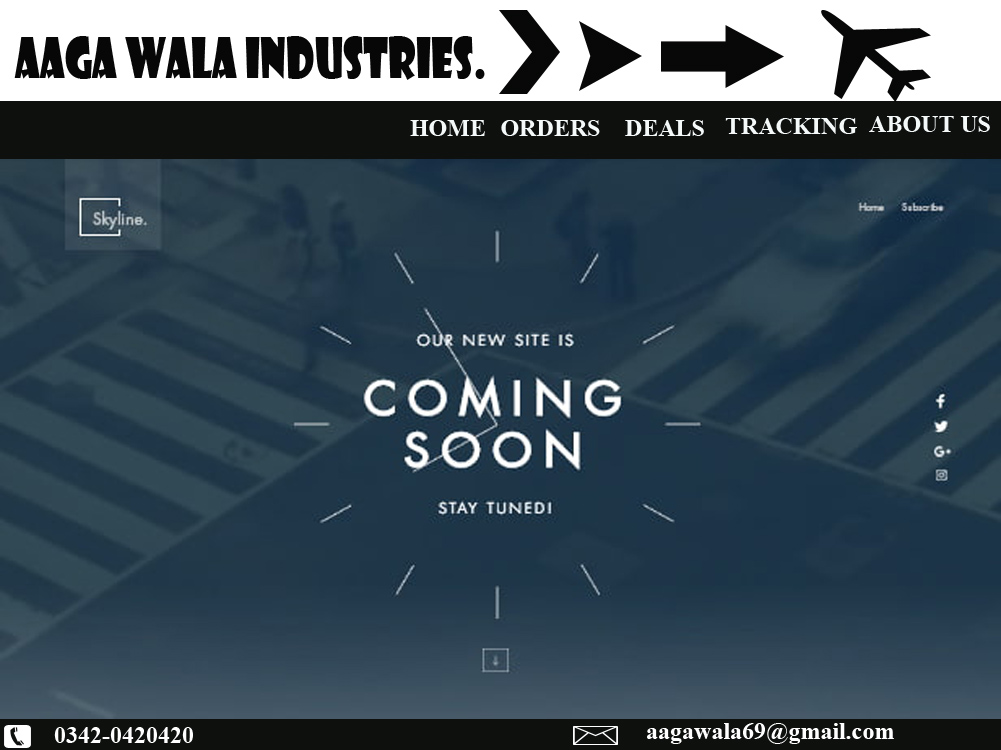 AAGA WALA INDUSTRIES.
HOME ORDERS DEALS TRACKING ABOUT US
Skyline.
Home Subscribe
OUR NEW SITE IS
COMING
SOON
STAY TUNED!
0342-0420420
aagawala69@gmail.com